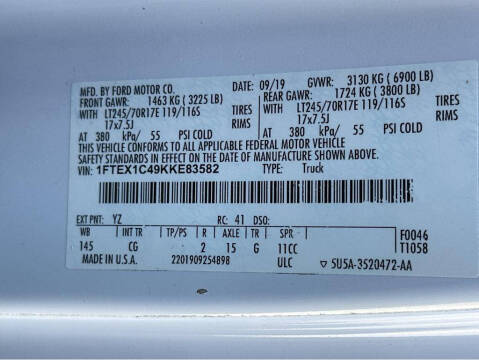 MFD. BY FORD MOTOR CO. 09/19 GVWR: 3130 KG ( 6900 LB)
FRONT GAWR: 1463 KG ( 3225 LB) REAR GAWR: 1724 KG ( 3800 LB)
WITH LT245/70R17E 119/116S TIRES WITH LT245/70R17E 119/116S TIRES
17x7.5J RIMS 17x7.5J RIMS
AT 380 kPa/ 55 PSI COLD AT 380 kPa/ 55 PSI COLD
THIS VEHICLE CONFORMS TO ALL APPLICABLE FEDERAL MOTOR VEHICLE
SAFETY STANDARDS IN EFFECT ON THE DATE OF MANUFACTURE SHOWN ABOVE.
VIN: 1FTEX1C49KKE83582 TYPE: Truck
EXT PNT: YZ RC: 41 DSO:
WB INT TR TP/PS R AXLE TR SPR F0046
145 CG 2 15 G 11CC T1058
MADE IN U.S.A. 2201909254898 ULC ▽ 5U5A-3520472-AA